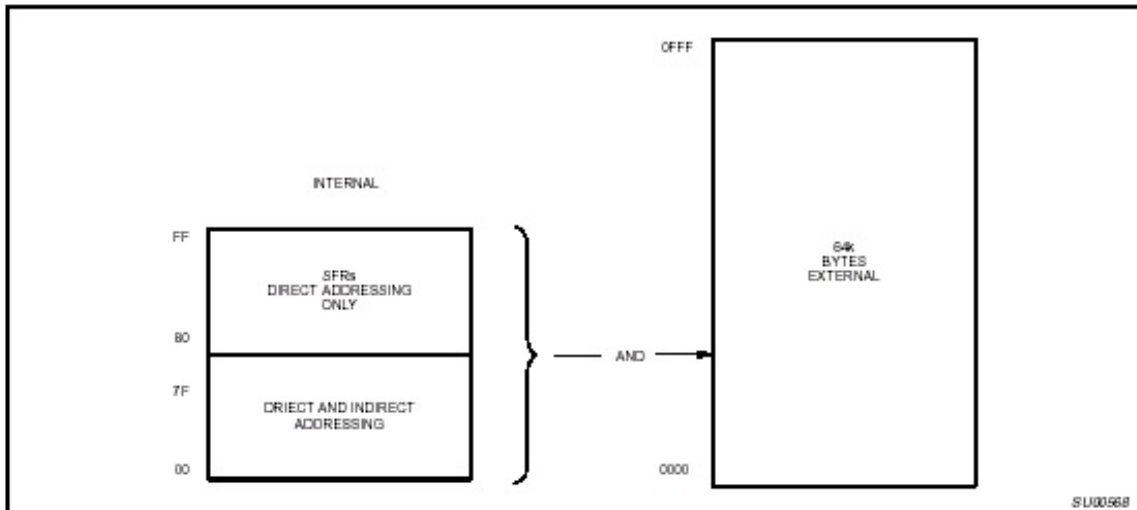 0FFF
INTERNAL
FF
SFRs
DIRECT ADDRESSING
ONLY
80
7F
DRIECT AND INDIRECT
ADDRESSING
00
AND
64k
BYTES
EXTERNAL
0000
SU00568